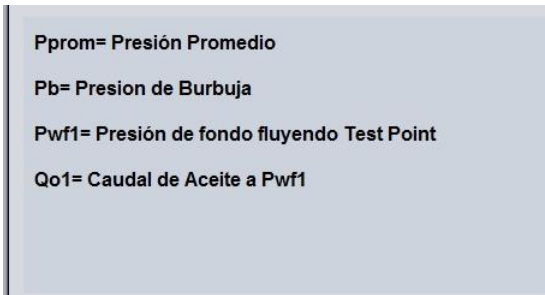 Pprom= Presión Promedio
Pb= Presion de Burbuja
Pwf1= Presión de fondo fluyendo Test Point
Qo1= Caudal de Aceite a Pwf1